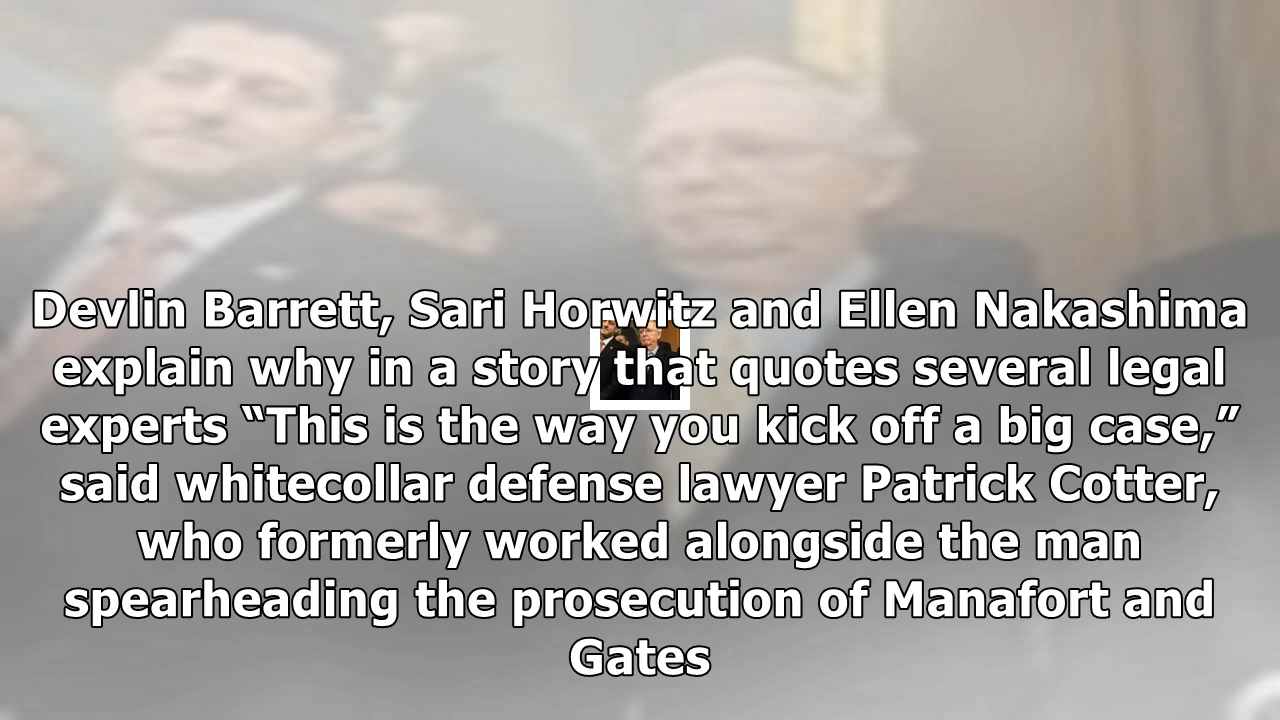 Devlin Barrett, Sari Horwitz and Ellen Nakashima
explain why in a story that quotes several legal
experts “This is the way you kick off a big case,”
said whitecollar defense lawyer Patrick Cotter,
who formerly worked alongside the man
spearheading the prosecution of Manafort and
Gates